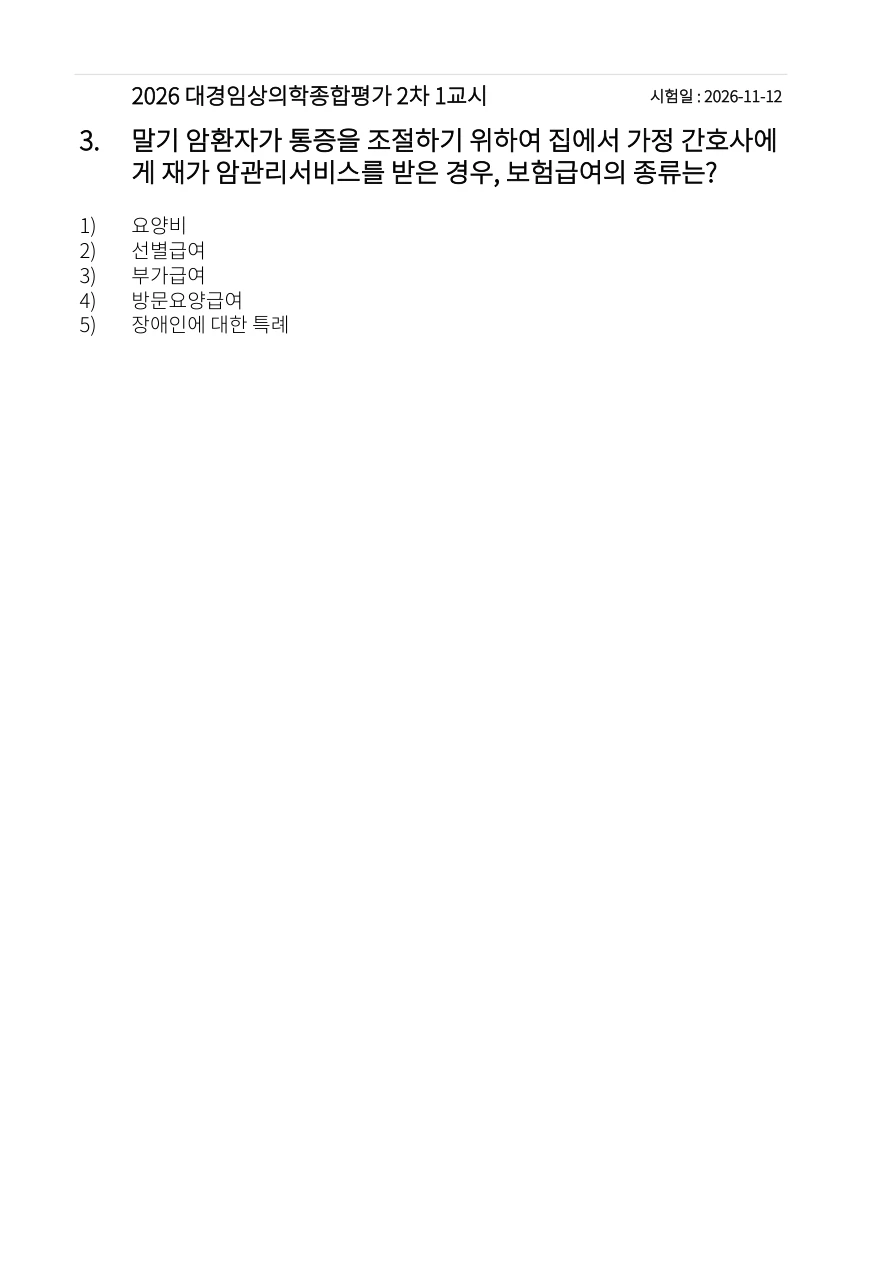 2026 대경임상의학종합평가 2차 1교시 시험일 : 2026-11-12
3. 말기 암환자가 통증을 조절하기 위하여 집에서 가정 간호사에
게 재가 암관리서비스를 받은 경우, 보험급여의 종류는?
1) 요양비
2) 선별급여
3) 부가급여
4) 방문요양급여
5) 장애인에 대한 특례